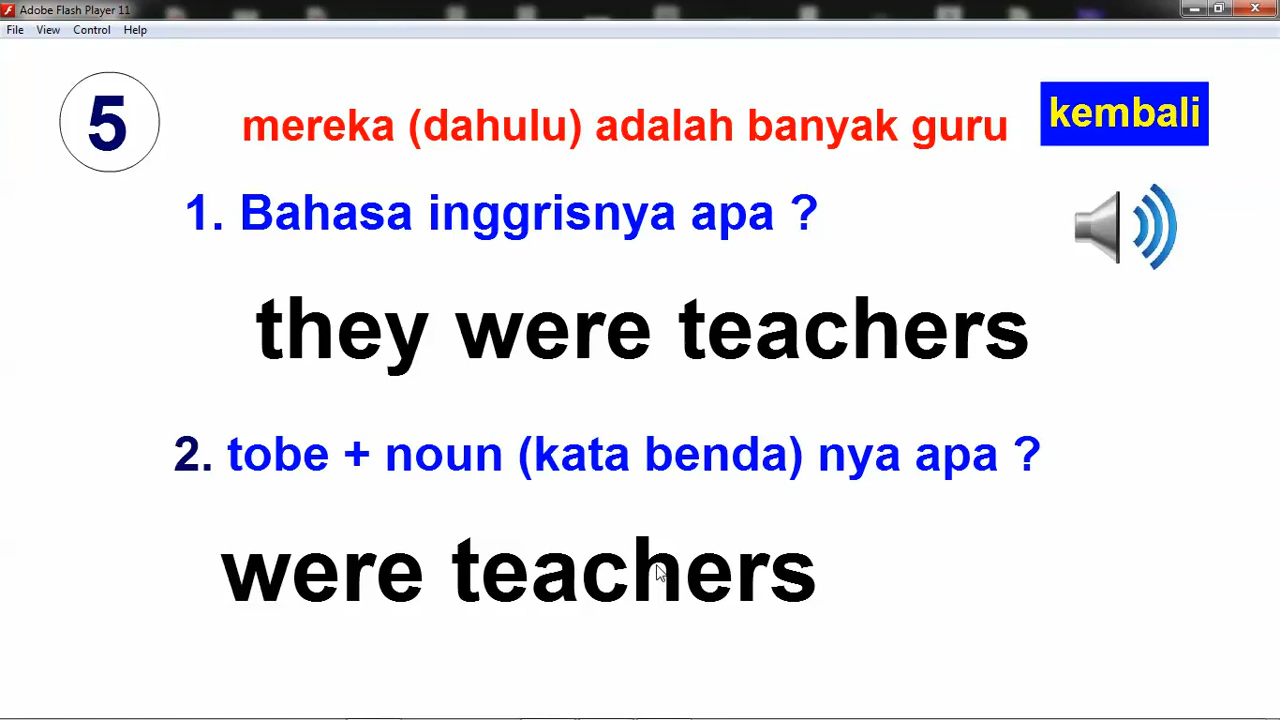 Adobe Flash Player 11
File View Control Help
5
mereka (dahulu) adalah banyak guru
kembali
1. Bahasa inggrisnya apa ?
they were teachers
2. tobe + noun (kata benda) nya apa ?
were teachers